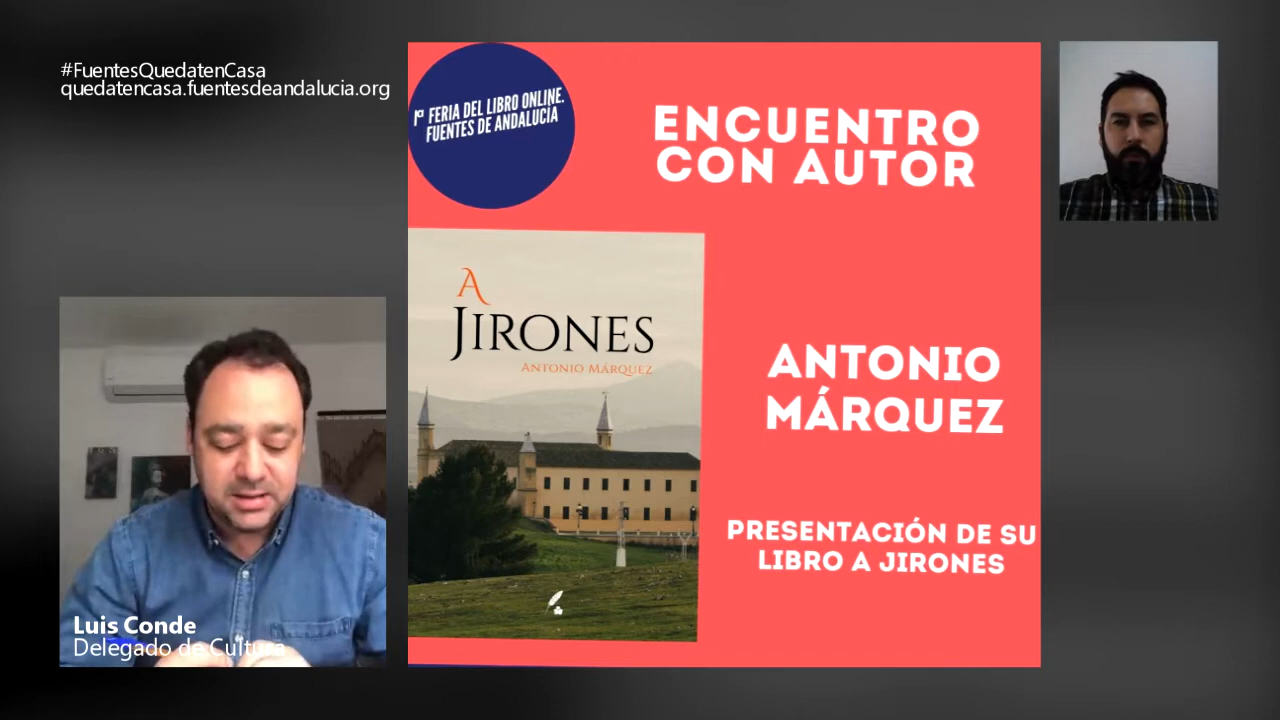 #FuentesQuedatenCasa
quedatencasa.fuentesdeandalucia.org
1ª FERIA DEL LIBRO ONLINE.
FUENTES DE ANDALUCIA
ENCUENTRO
CON AUTOR
A
JIRONES
ANTONIO MÁRQUEZ
ANTONIO
MÁRQUEZ
PRESENTACIÓN DE SU
LIBRO A JIRONES
Luis Conde
Delegado de Cultura